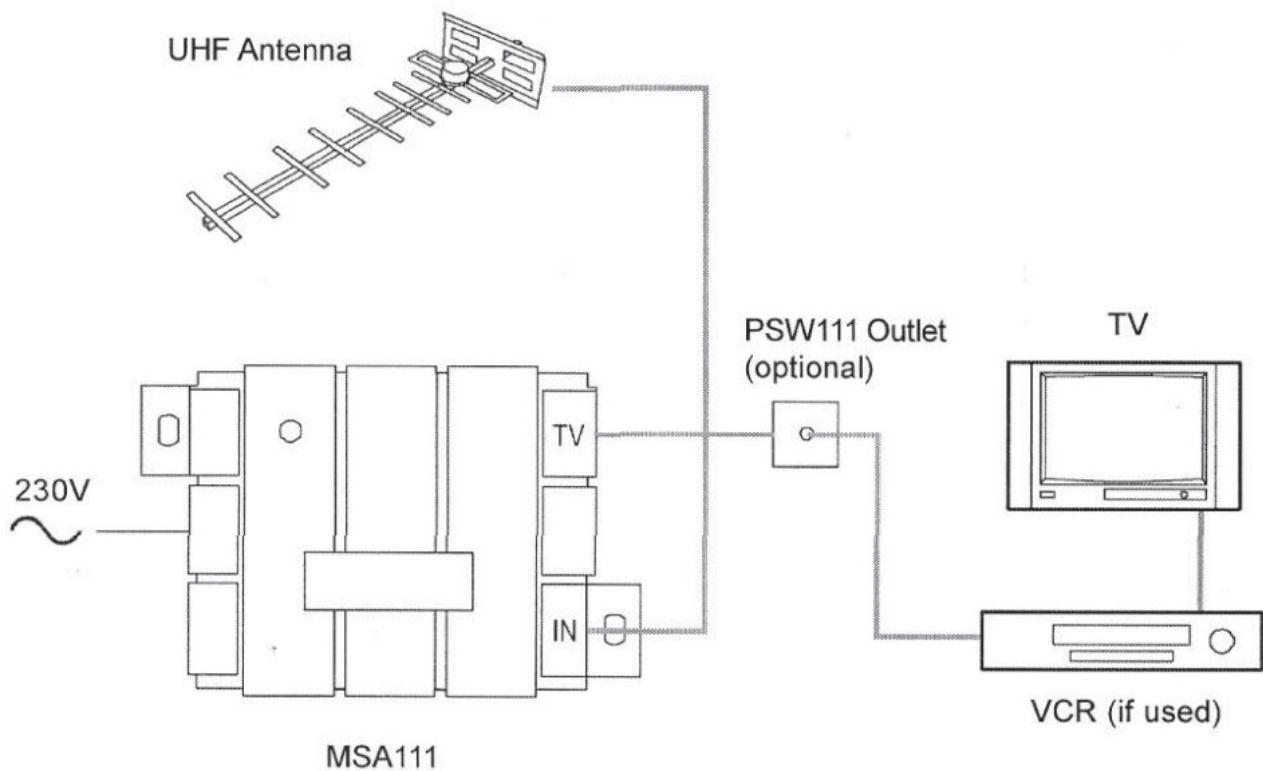 UHF Antenna
PSW111 Outlet
(optional)
TV
TV
230V
IN
VCR (if used)
MSA111